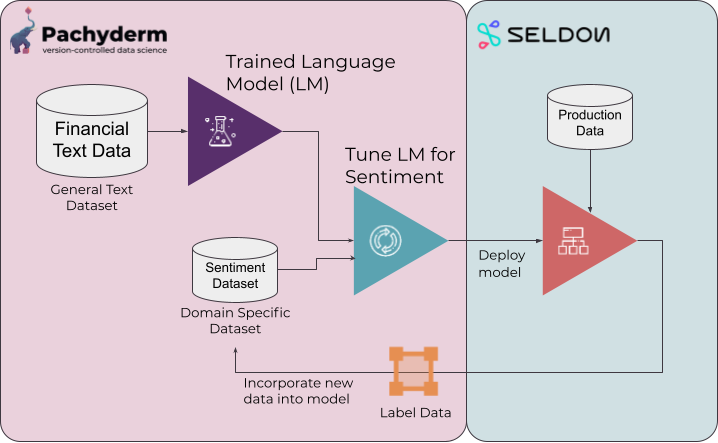 Pachyderm
version-controlled data science
SELDON
Trained Language
Model (LM)
Financial
Text Data
General Text
Dataset
Production
Data
Tune LM for
Sentiment
Sentiment
Dataset
Domain Specific
Dataset
Deploy
model
Incorporate new
data into model
Label Data